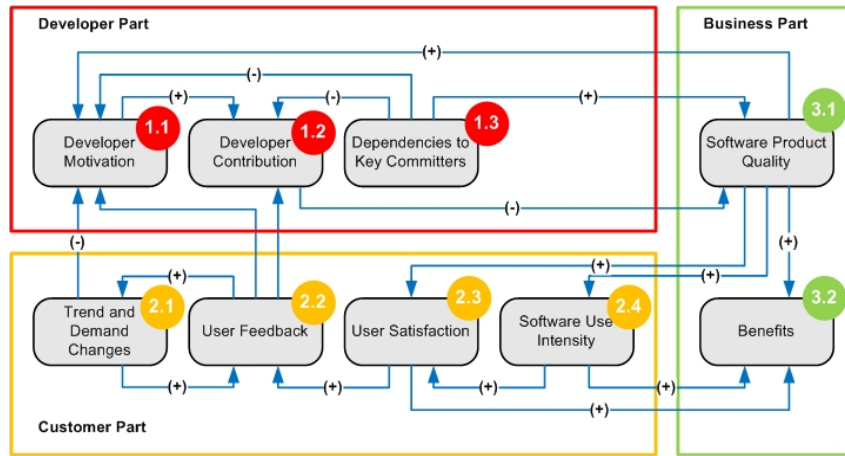 Developer Part
Business Part
(+)
(-)
(+)
(-)
(+)
1.1
1.2
1.3
3.1
Developer
Motivation
Developer
Contribution
Dependencies to
Key Committers
Software Product
Quality
(-)
(-)
(+)
(+)
(+)
(+)
2.1
2.2
2.3
2.4
3.2
Trend and
Demand
Changes
User Feedback
User Satisfaction
Software Use
Intensity
Benefits
(+)
(+)
(+)
(+)
(+)
Customer Part